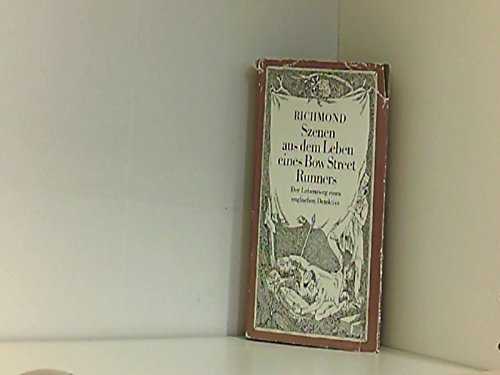 RICHMOND
Szenen
aus dem Leben
eines Bow Street
Runners
Der Lebensweg eines
englischen Detektivs